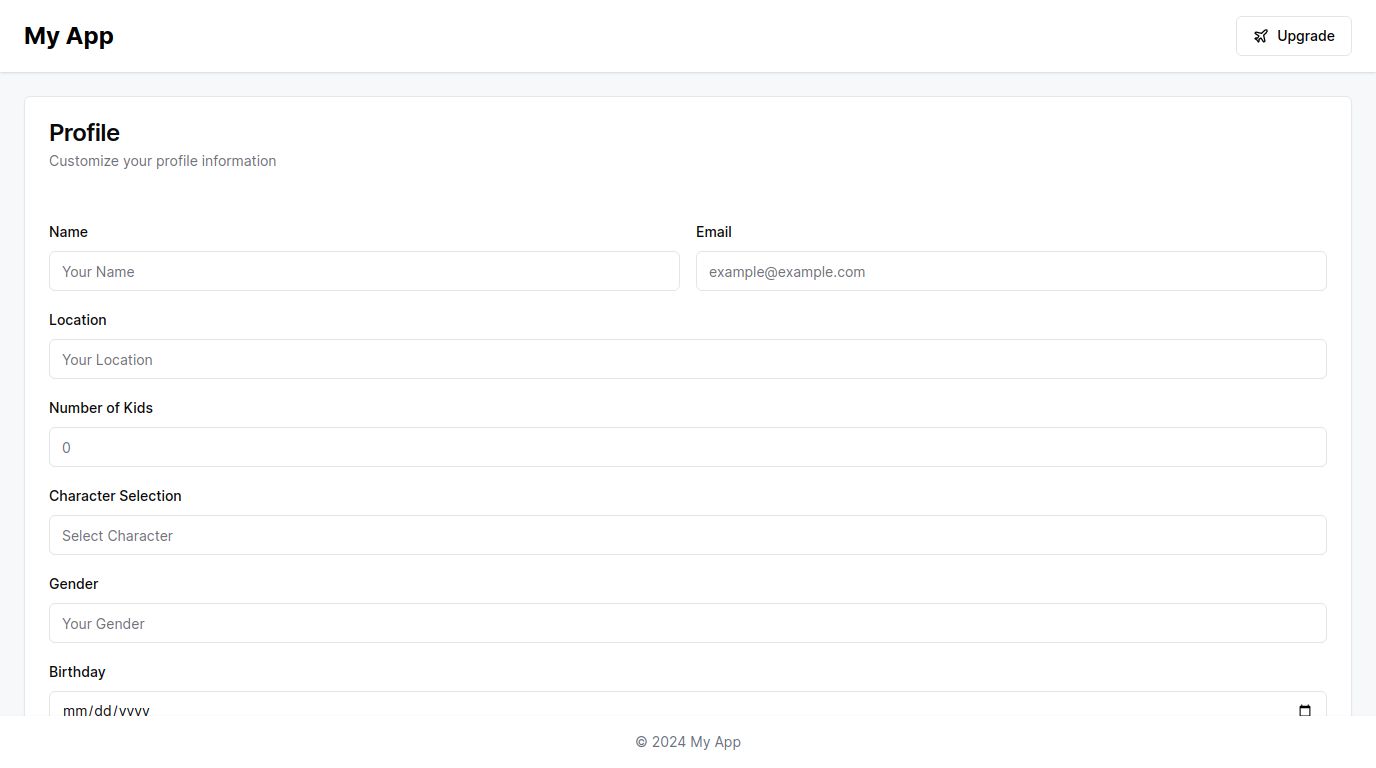 My App
Upgrade
Profile
Customize your profile information
Name
Email
Your Name
example@example.com
Location
Your Location
Number of Kids
0
Character Selection
Select Character
Gender
Your Gender
Birthday
mm/dd/yyyy
© 2024 My App